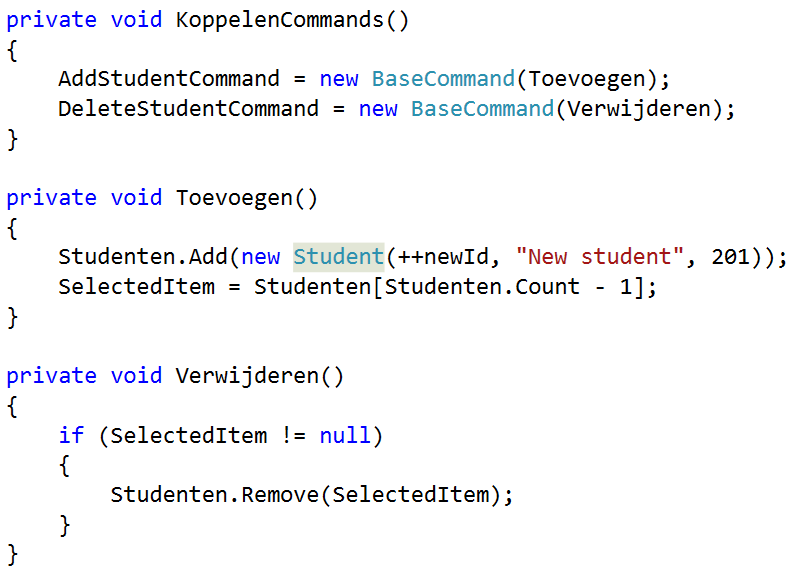 private void KoppelenCommands()
{
    AddStudentCommand = new BaseCommand(Toevoegen);
    DeleteStudentCommand = new BaseCommand(Verwijderen);
}

private void Toevoegen()
{
    Studenten.Add(new Student(++newId, "New student", 201));
    SelectedItem = Studenten[Studenten.Count - 1];
}

private void Verwijderen()
{
    if (SelectedItem != null)
    {
        Studenten.Remove(SelectedItem);
    }
}